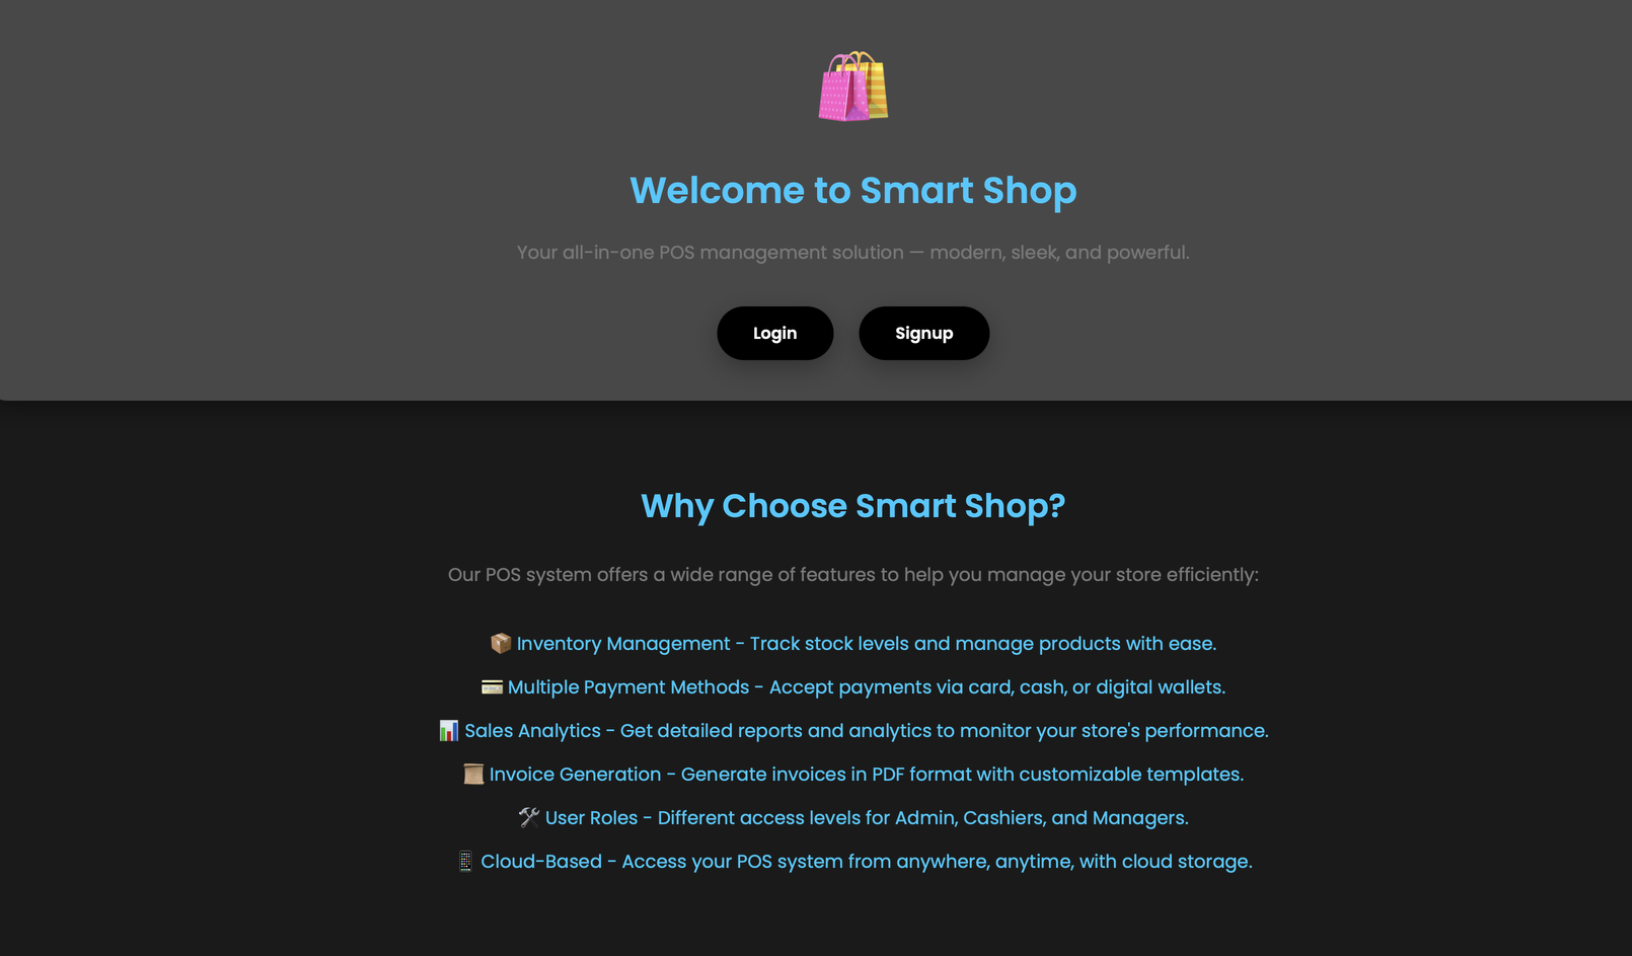 Welcome to Smart Shop
Your all-in-one POS management solution — modern, sleek, and powerful.
Login
Signup
Why Choose Smart Shop?
Our POS system offers a wide range of features to help you manage your store efficiently:
📦 Inventory Management - Track stock levels and manage products with ease.
💳 Multiple Payment Methods - Accept payments via card, cash, or digital wallets.
📊 Sales Analytics - Get detailed reports and analytics to monitor your store's performance.
📜 Invoice Generation - Generate invoices in PDF format with customizable templates.
🛠 User Roles - Different access levels for Admin, Cashiers, and Managers.
📱 Cloud-Based - Access your POS system from anywhere, anytime, with cloud storage.